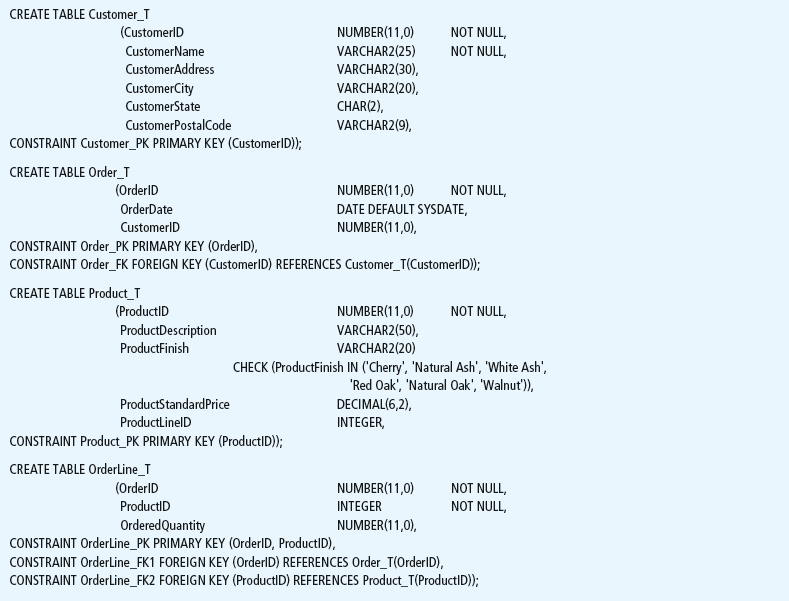 CREATE TABLE Customer_T
(CustomerID NUMBER(11,0) NOT NULL,
CustomerName VARCHAR2(25) NOT NULL,
CustomerAddress VARCHAR2(30),
CustomerCity VARCHAR2(20),
CustomerState CHAR(2),
CustomerPostalCode VARCHAR2(9),
CONSTRAINT Customer_PK PRIMARY KEY (CustomerID));
CREATE TABLE Order_T
(OrderID NUMBER(11,0) NOT NULL,
OrderDate DATE DEFAULT SYSDATE,
CustomerID NUMBER(11,0),
CONSTRAINT Order_PK PRIMARY KEY (OrderID),
CONSTRAINT Order_FK FOREIGN KEY (CustomerID) REFERENCES Customer_T(CustomerID));
CREATE TABLE Product_T
(ProductID NUMBER(11,0) NOT NULL,
ProductDescription VARCHAR2(50),
ProductFinish VARCHAR2(20)
CHECK (ProductFinish IN ('Cherry', 'Natural Ash', 'White Ash',
'Red Oak', 'Natural Oak', 'Walnut')),
ProductStandardPrice DECIMAL(6,2),
ProductLineID INTEGER,
CONSTRAINT Product_PK PRIMARY KEY (ProductID));
CREATE TABLE OrderLine_T
(OrderID NUMBER(11,0) NOT NULL,
ProductID INTEGER NOT NULL,
OrderedQuantity NUMBER(11,0),
CONSTRAINT OrderLine_PK PRIMARY KEY (OrderID, ProductID),
CONSTRAINT OrderLine_FK1 FOREIGN KEY (OrderID) REFERENCES Order_T(OrderID),
CONSTRAINT OrderLine_FK2 FOREIGN KEY (ProductID) REFERENCES Product_T(ProductID));